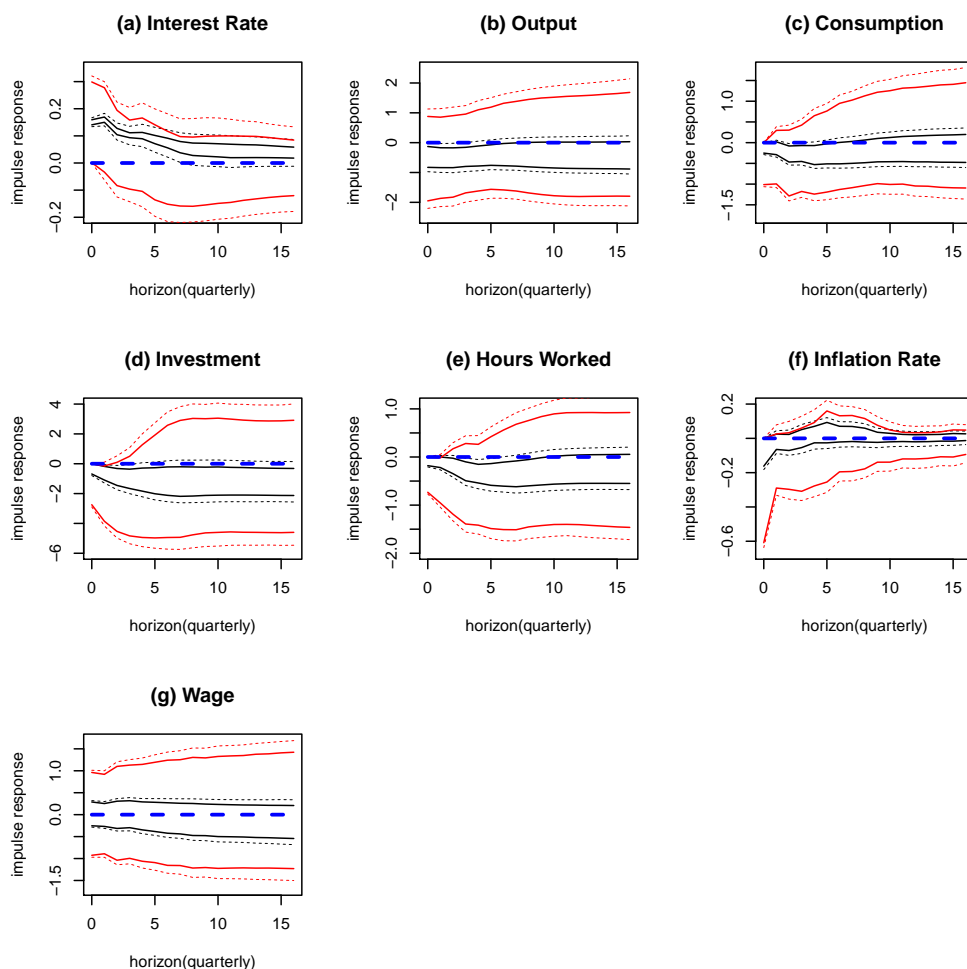 (a) Interest Rate
impulse response
−0.2 0.0 0.2
0 5 10 15
horizon(quarterly)
(b) Output
impulse response
−2 0 2
0 5 10 15
horizon(quarterly)
(c) Consumption
impulse response
−1.5 0.0 1.0
0 5 10 15
horizon(quarterly)
(d) Investment
impulse response
−6 −2 0 2 4
0 5 10 15
horizon(quarterly)
(e) Hours Worked
impulse response
−2.0 −1.0 0.0 1.0
0 5 10 15
horizon(quarterly)
(f) Inflation Rate
impulse response
−0.6 −0.2 0.2
0 5 10 15
horizon(quarterly)
(g) Wage
impulse response
−1.5 0.0 1.0
0 5 10 15
horizon(quarterly)